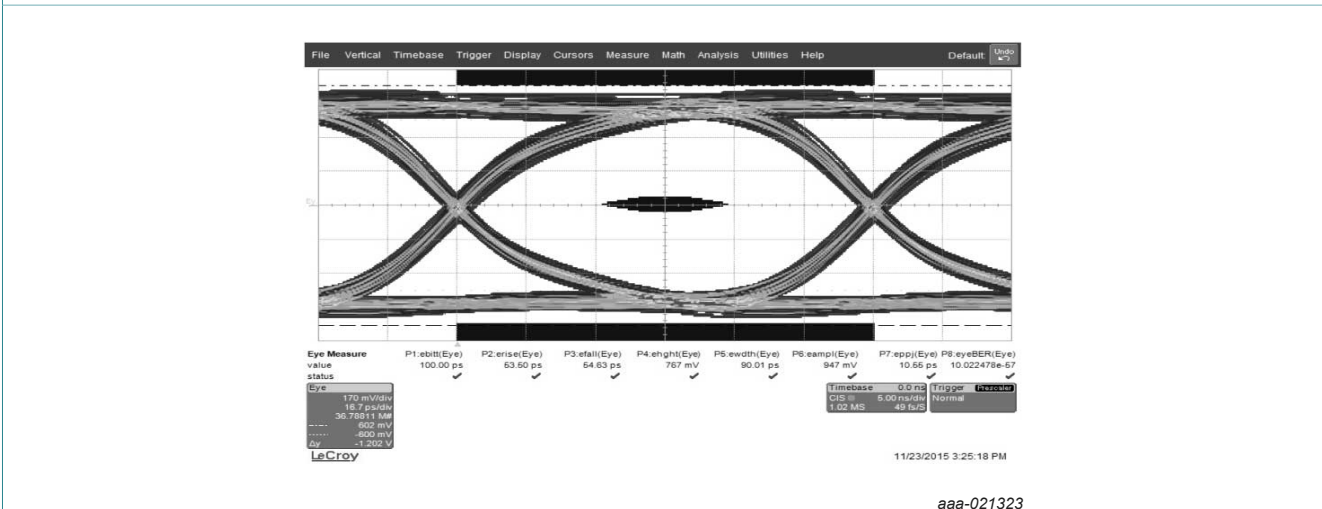 File Vertical Timebase Trigger Display Cursors Measure Math Analysis Utilities Help Default Undo
Eye Measure P1:ebitt(Eye) P2:erise(Eye) P3:efall(Eye) P4:ehght(Eye) P5:ewdth(Eye) P6:eampl(Eye) P7:eppj(Eye) P8:eyeBER(Eye)
value 100.00 ps 53.50 ps 54.63 ps 767 mV 90.01 ps 947 mV 10.56 ps 10.022478e-57
status
Eye
170 mV/div
16.7 ps/div
36.78811 M#
602 mV
-600 mV
Δy -1.202 V
Timebase 0.0 ns Trigger Prescaler
CIS 5.00 ns/div Normal
1.02 MS 49 fs/S
LeCroy 11/23/2015 3:25:18 PM
aaa-021323